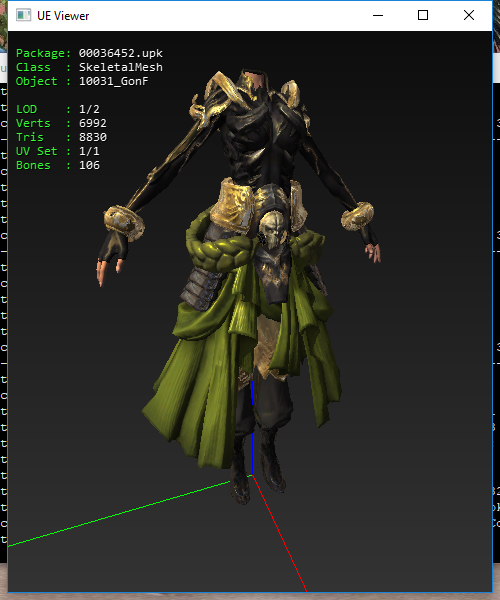 UE Viewer
Package: 00036452.upk
Class  : SkeletalMesh
Object : 10031_GonF
LOD    : 1/2
Verts  : 6992
Tris   : 8830
UV Set : 1/1
Bones  : 106